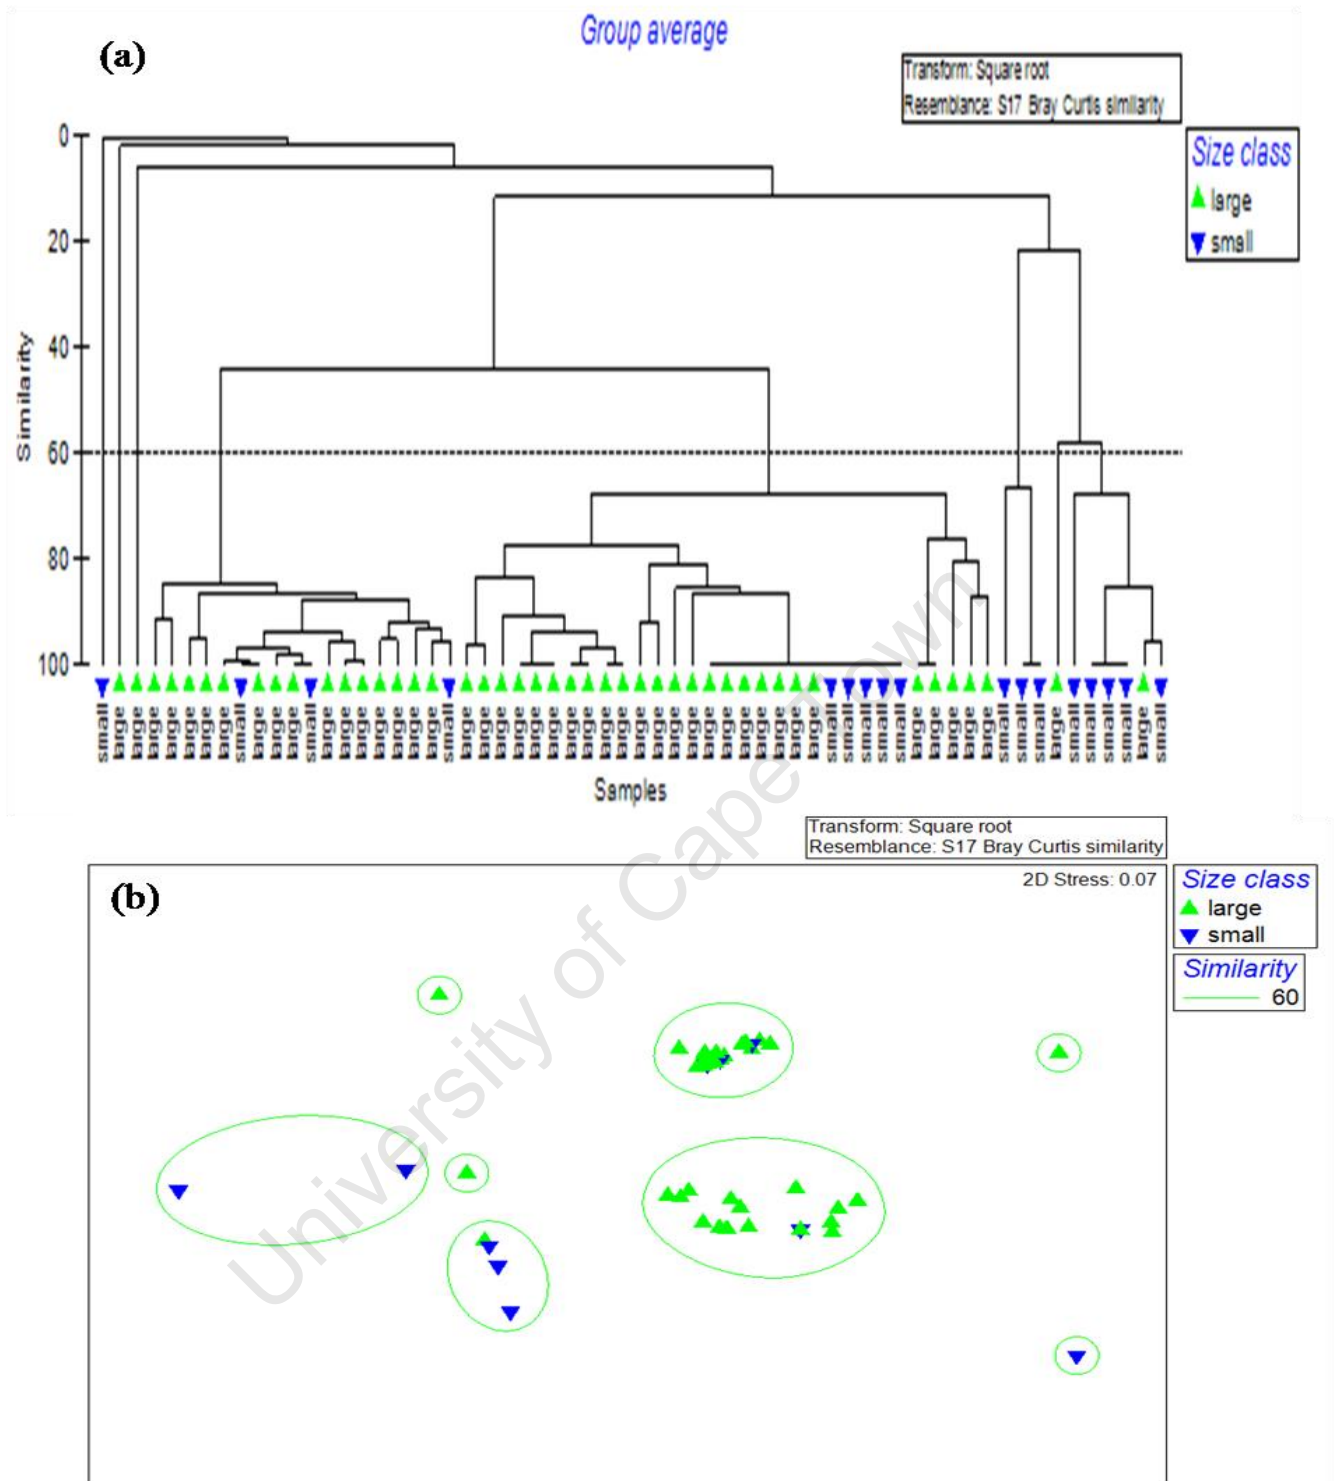 (a)
Group average
Transform: Square root
Resemblance: S17 Bray Curtis similarity
Size class
large
small
Similarity
0
20
40
60
80
100
small large large large large large large large small large large large small large large large large large large large small large large large large large large large large large large large large large large large large large large large large large small small small small small large large large large large small small small large small small small small large small
Samples
Transform: Square root
Resemblance: S17 Bray Curtis similarity
(b)
2D Stress: 0.07
Size class
large
small
Similarity
60
University of Cape Town